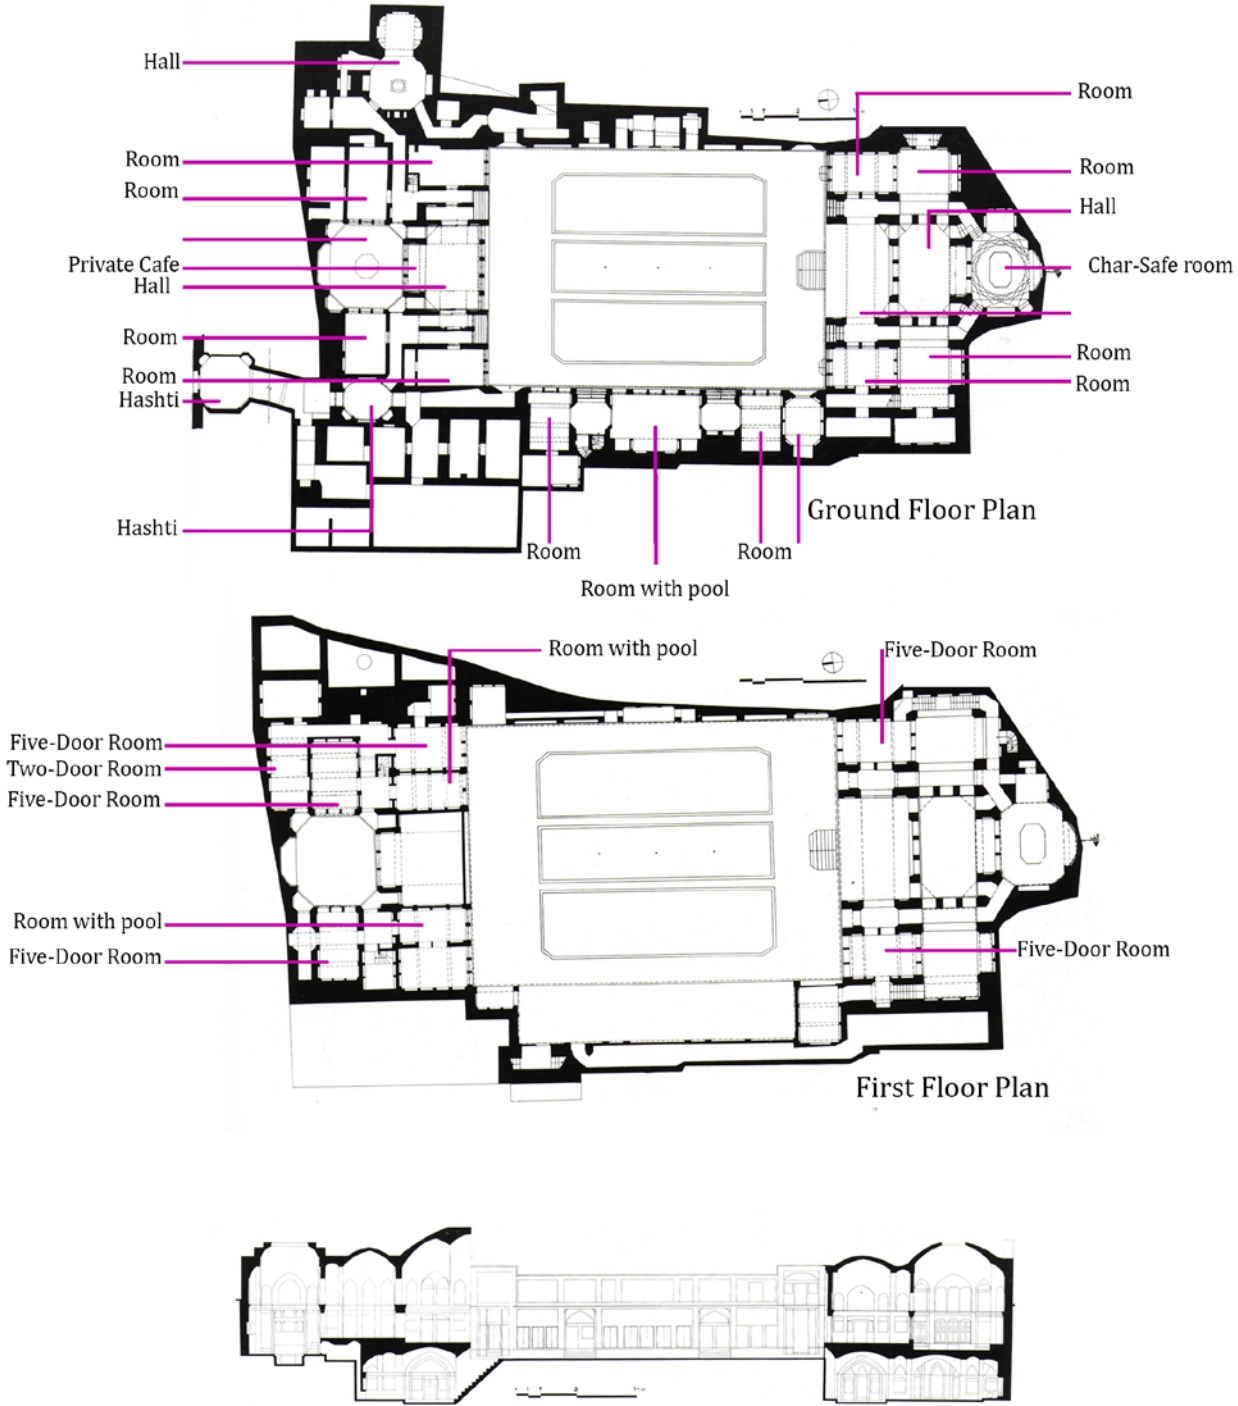 Hall
Room
Room
Room
Room
Hall
Private Cafe
Hall
Char-Safe room
Room
Room
Hashti
Room
Room
Hashti
Room
Room
Room with pool
Ground Floor Plan
Room with pool
Five-Door Room
Five-Door Room
Two-Door Room
Five-Door Room
Room with pool
Five-Door Room
Five-Door Room
First Floor Plan